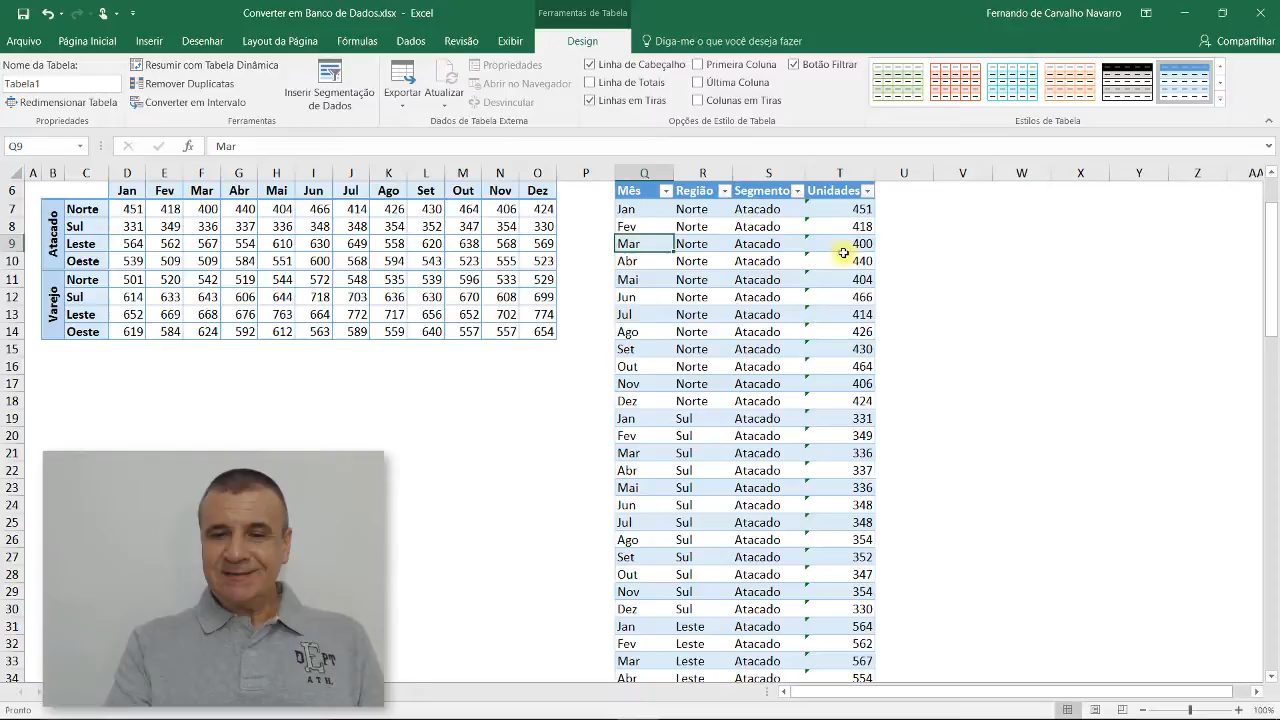 Converter em Banco de Dados.xlsx - Excel
Ferramentas de Tabela
Fernando de Carvalho Navarro
Arquivo Página Inicial Inserir Desenhar Layout da Página Fórmulas Dados Revisão Exibir Design Diga-me o que você deseja fazer Compartilhar
Nome da Tabela:
Tabela1
Redimensionar Tabela
Propriedades
Resumir com Tabela Dinâmica
Converter em Intervalo
Inserir Segmentação de Dados
Ferramentas
Exportar Atualizar
Propriedades
Abrir no Navegador
Desvincular
Dados de Tabela Externa
Linha de Cabeçalho Primeira Coluna Botão Filtrar
Linha de Totais Última Coluna
Linhas em Tiras Colunas em Tiras
Opções de Estilo de Tabela
Estilos de Tabela
Q9 fx Mar
A B C D E F G H I J K L M N O P Q R S T U V W X Y Z AA
6 Jan Fev Mar Abr Mai Jun Jul Ago Set Out Nov Dez Mês Região Segmento Unidades
Atacado
7 Norte 451 418 400 440 404 466 414 426 430 464 406 424 Jan Norte Atacado 451
8 Sul 331 349 336 337 336 348 348 354 352 347 354 330 Fev Norte Atacado 418
9 Leste 564 562 567 554 610 630 649 558 620 638 568 569 Mar Norte Atacado 400
10 Oeste 539 509 509 584 551 600 568 594 543 523 555 523 Abr Norte Atacado 440
Varejo
11 Norte 501 520 542 519 544 572 548 535 539 596 533 529 Mai Norte Atacado 404
12 Sul 614 633 643 606 644 718 703 636 630 670 608 699 Jun Norte Atacado 466
13 Leste 652 669 668 676 763 664 772 717 656 652 702 774 Jul Norte Atacado 414
14 Oeste 619 584 624 592 612 563 589 559 640 557 557 654 Ago Norte Atacado 426
15 Set Norte Atacado 430
16 Out Norte Atacado 464
17 Nov Norte Atacado 406
18 Dez Norte Atacado 424
19 Jan Sul Atacado 331
20 Fev Sul Atacado 349
21 Mar Sul Atacado 336
22 Abr Sul Atacado 337
23 Mai Sul Atacado 336
24 Jun Sul Atacado 348
25 Jul Sul Atacado 348
26 Ago Sul Atacado 354
27 Set Sul Atacado 352
28 Out Sul Atacado 347
29 Nov Sul Atacado 354
30 Dez Sul Atacado 330
31 Jan Leste Atacado 564
32 Fev Leste Atacado 562
33 Mar Leste Atacado 567
34 Abr Leste Atacado 554
ATH.
Pronto
100%